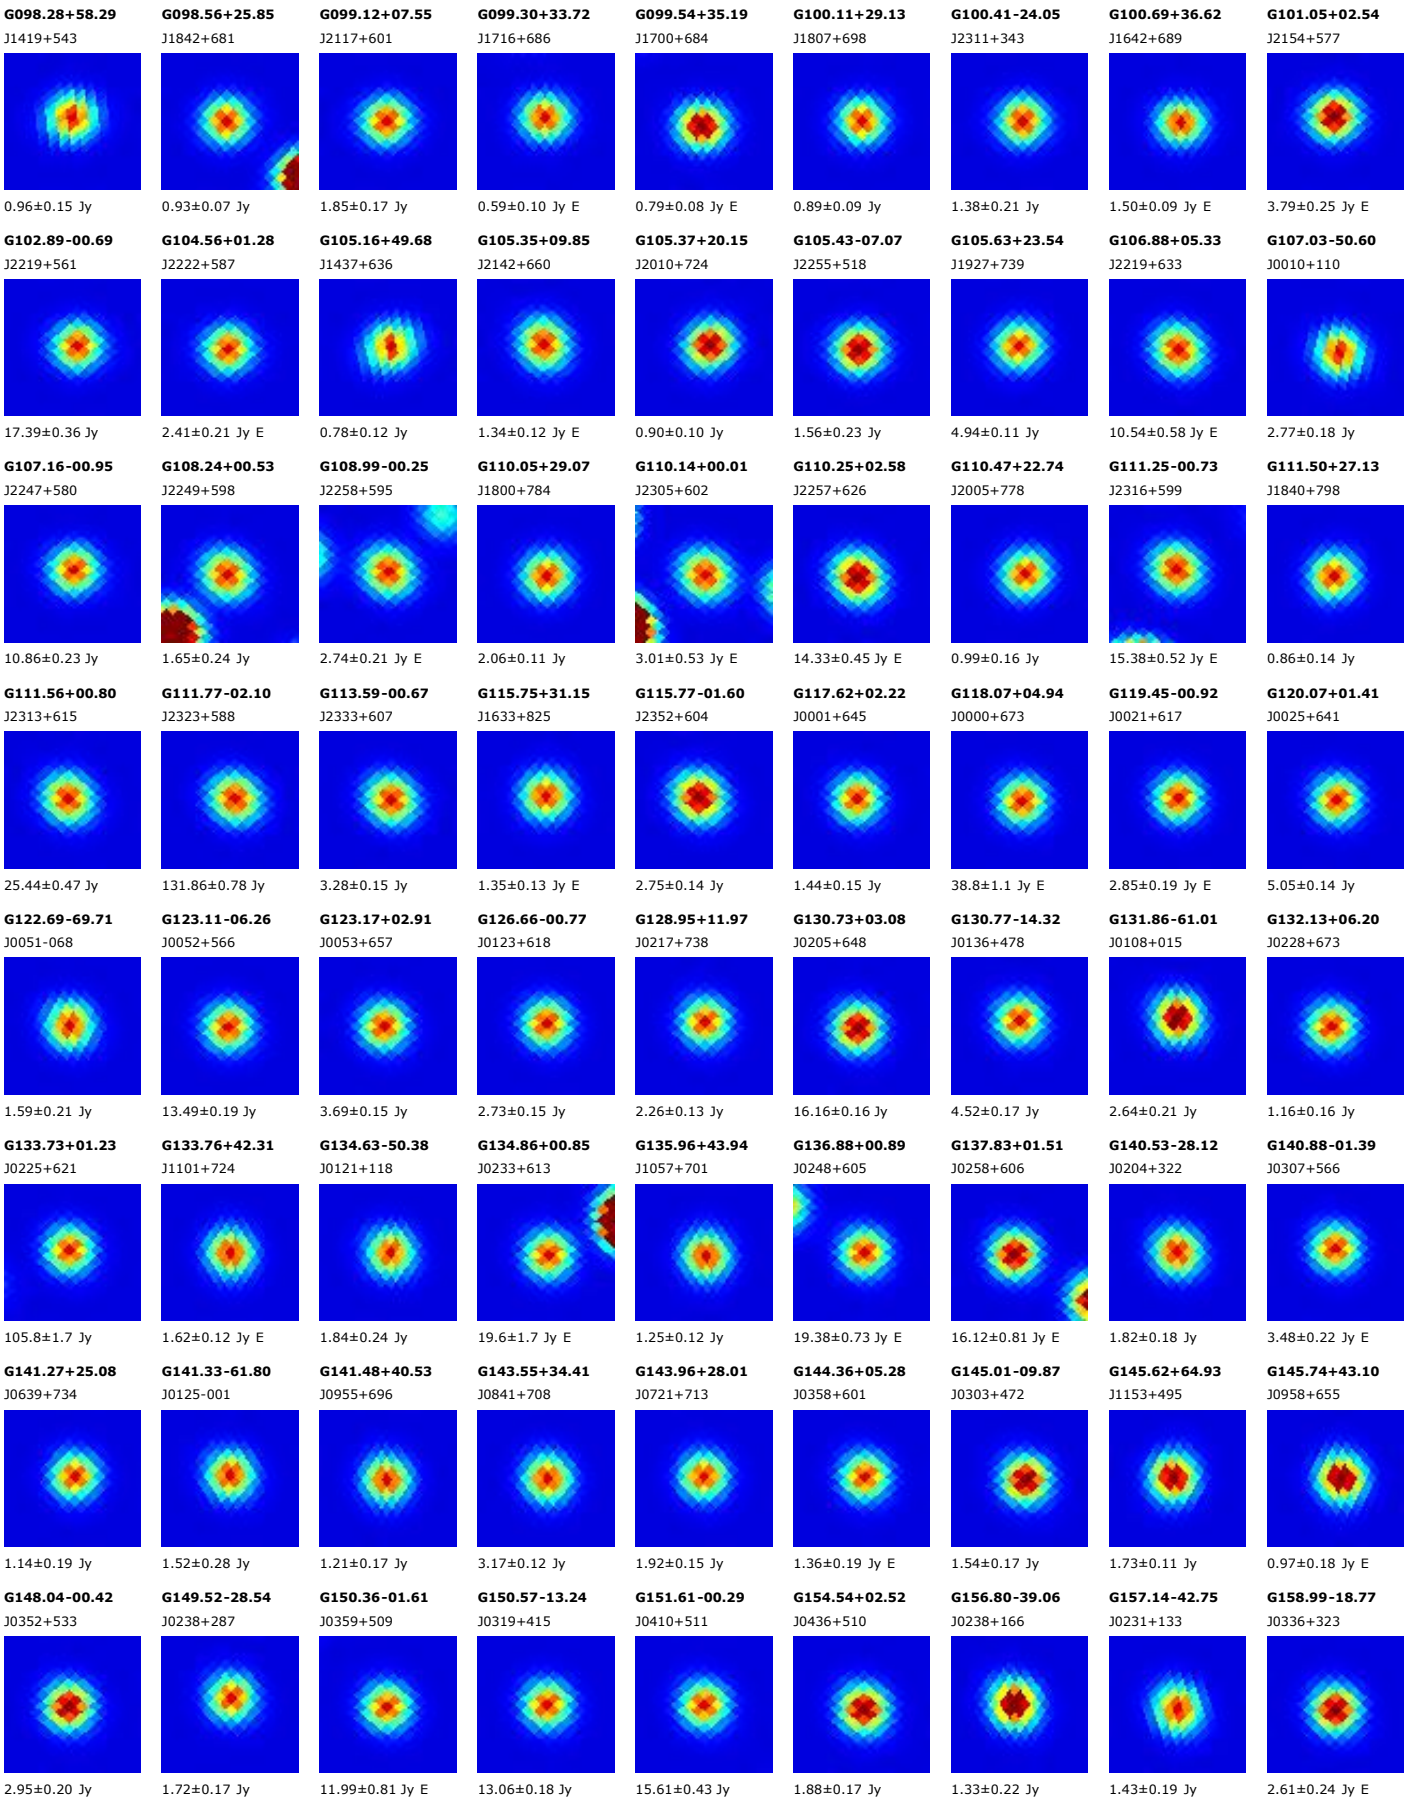 G098.28+58.29 G098.56+25.85 G099.12+07.55 G099.30+33.72 G099.54+35.19 G100.11+29.13 G100.41-24.05 G100.69+36.62 G101.05+02.54
J1419+543 J1842+681 J2117+601 J1716+686 J1700+684 J1807+698 J2311+343 J1642+689 J2154+577
0.96±0.15 Jy 0.93±0.07 Jy 1.85±0.17 Jy 0.59±0.10 Jy E 0.79±0.08 Jy E 0.89±0.09 Jy 1.38±0.21 Jy 1.50±0.09 Jy E 3.79±0.25 Jy E
G102.89-00.69 G104.56+01.28 G105.16+49.68 G105.35+09.85 G105.37+20.15 G105.43-07.07 G105.63+23.54 G106.88+05.33 G107.03-50.60
J2219+561 J2222+587 J1437+636 J2142+660 J2010+724 J2255+518 J1927+739 J2219+633 J0010+110
17.39±0.36 Jy 2.41±0.21 Jy E 0.78±0.12 Jy 1.34±0.12 Jy E 0.90±0.10 Jy 1.56±0.23 Jy 4.94±0.11 Jy 10.54±0.58 Jy E 2.77±0.18 Jy
G107.16-00.95 G108.24+00.53 G108.99-00.25 G110.05+29.07 G110.14+00.01 G110.25+02.58 G110.47+22.74 G111.25-00.73 G111.50+27.13
J2247+580 J2249+598 J2258+595 J1800+784 J2305+602 J2257+626 J2005+778 J2316+599 J1840+798
10.86±0.23 Jy 1.65±0.24 Jy 2.74±0.21 Jy E 2.06±0.11 Jy 3.01±0.53 Jy E 14.33±0.45 Jy E 0.99±0.16 Jy 15.38±0.52 Jy E 0.86±0.14 Jy
G111.56+00.80 G111.77-02.10 G113.59-00.67 G115.75+31.15 G115.77-01.60 G117.62+02.22 G118.07+04.94 G119.45-00.92 G120.07+01.41
J2313+615 J2323+588 J2333+607 J1633+825 J2352+604 J0001+645 J0000+673 J0021+617 J0025+641
25.44±0.47 Jy 131.86±0.78 Jy 3.28±0.15 Jy 1.35±0.13 Jy E 2.75±0.14 Jy 1.44±0.15 Jy 38.8±1.1 Jy E 2.85±0.19 Jy E 5.05±0.14 Jy
G122.69-69.71 G123.11-06.26 G123.17+02.91 G126.66-00.77 G128.95+11.97 G130.73+03.08 G130.77-14.32 G131.86-61.01 G132.13+06.20
J0051-068 J0052+566 J0053+657 J0123+618 J0217+738 J0205+648 J0136+478 J0108+015 J0228+673
1.59±0.21 Jy 13.49±0.19 Jy 3.69±0.15 Jy 2.73±0.15 Jy 2.26±0.13 Jy 16.16±0.16 Jy 4.52±0.17 Jy 2.64±0.21 Jy 1.16±0.16 Jy
G133.73+01.23 G133.76+42.31 G134.63-50.38 G134.86+00.85 G135.96+43.94 G136.88+00.89 G137.83+01.51 G140.53-28.12 G140.88-01.39
J0225+621 J1101+724 J0121+118 J0233+613 J1057+701 J0248+605 J0258+606 J0204+322 J0307+566
105.8±1.7 Jy 1.62±0.12 Jy E 1.84±0.24 Jy 19.6±1.7 Jy E 1.25±0.12 Jy 19.38±0.73 Jy E 16.12±0.81 Jy E 1.82±0.18 Jy 3.48±0.22 Jy E
G141.27+25.08 G141.33-61.80 G141.48+40.53 G143.55+34.41 G143.96+28.01 G144.36+05.28 G145.01-09.87 G145.62+64.93 G145.74+43.10
J0639+734 J0125-001 J0955+696 J0841+708 J0721+713 J0358+601 J0303+472 J1153+495 J0958+655
1.14±0.19 Jy 1.52±0.28 Jy 1.21±0.17 Jy 3.17±0.12 Jy 1.92±0.15 Jy 1.36±0.19 Jy E 1.54±0.17 Jy 1.73±0.11 Jy 0.97±0.18 Jy E
G148.04-00.42 G149.52-28.54 G150.36-01.61 G150.57-13.24 G151.61-00.29 G154.54+02.52 G156.80-39.06 G157.14-42.75 G158.99-18.77
J0352+533 J0238+287 J0359+509 J0319+415 J0410+511 J0436+510 J0238+166 J0231+133 J0336+323
2.95±0.20 Jy 1.72±0.17 Jy 11.99±0.81 Jy E 13.06±0.18 Jy 15.61±0.43 Jy 1.88±0.17 Jy 1.33±0.22 Jy 1.43±0.19 Jy 2.61±0.24 Jy E